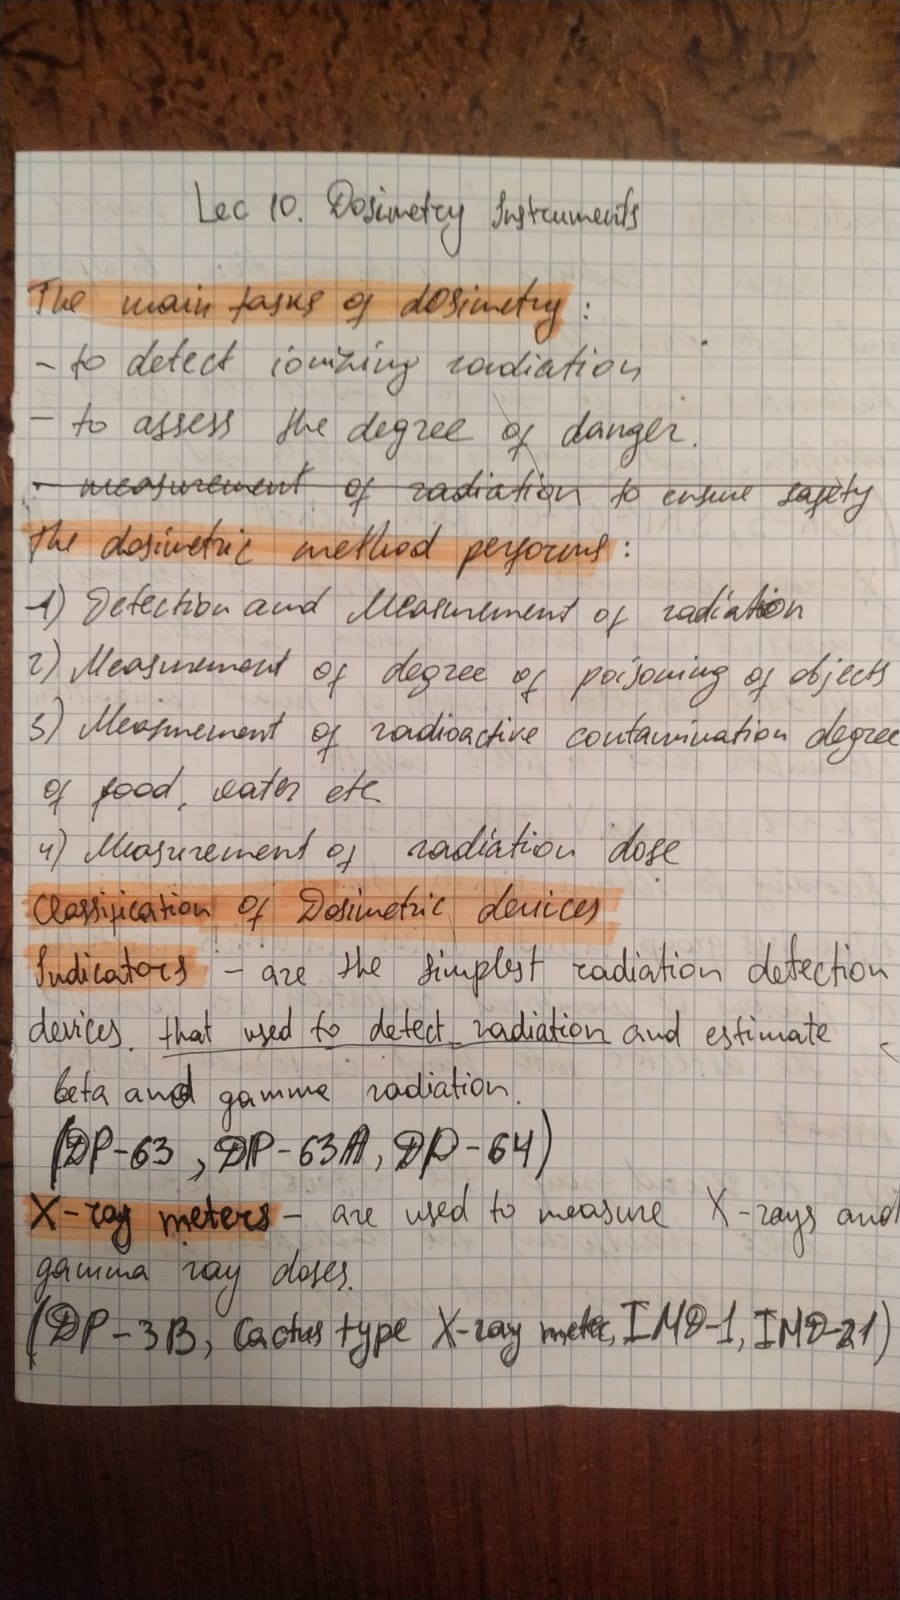 Lec 10. Dosimetry Instruments
The main tasks of dosimetry:
- to detect ionizing radiation
- to assess the degree of danger.
- measurement of radiation to ensure safety
The dosimetric method performs:
1) Detection and Measurement of radiation
2) Measurement of degree of poisoning of objects
3) Measurement of radioactive contamination degree
of food, water etc
4) Measurement of radiation dose
Classification of Dosimetric devices
Indicators - are the simplest radiation detection
devices. that used to detect radiation and estimate
beta and gamma radiation.
(DP-63, DP-63A, DP-64)
X-ray meters - are used to measure X-rays and
gamma ray doses.
(DP-3B, Cactus type X-ray meter, IMD-1, IMD-21)